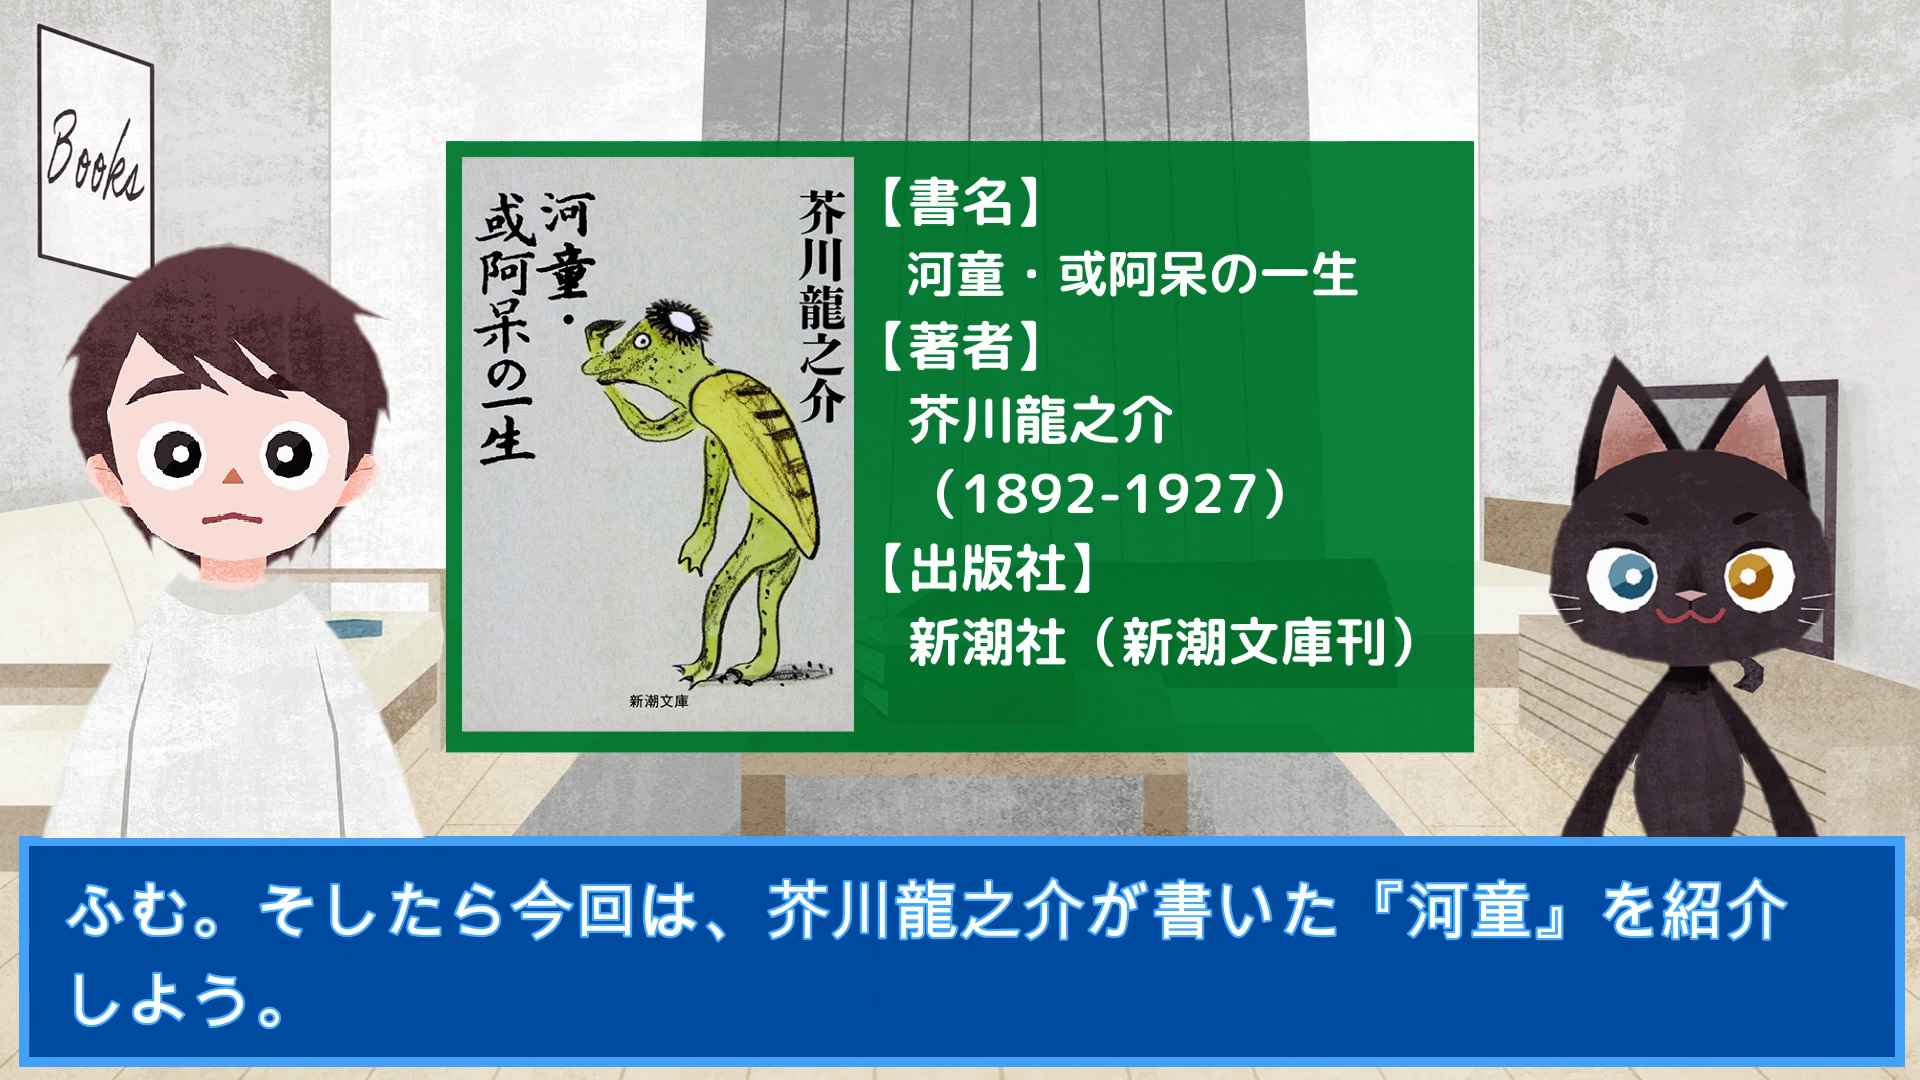 Books
芥川龍之介
河童・
或阿呆の一生
新潮文庫
【書名】
河童・或阿呆の一生
【著者】
芥川龍之介
（1892-1927）
【出版社】
新潮社（新潮文庫刊）
ふむ。そしたら今回は、芥川龍之介が書いた『河童』を紹介
しよう。